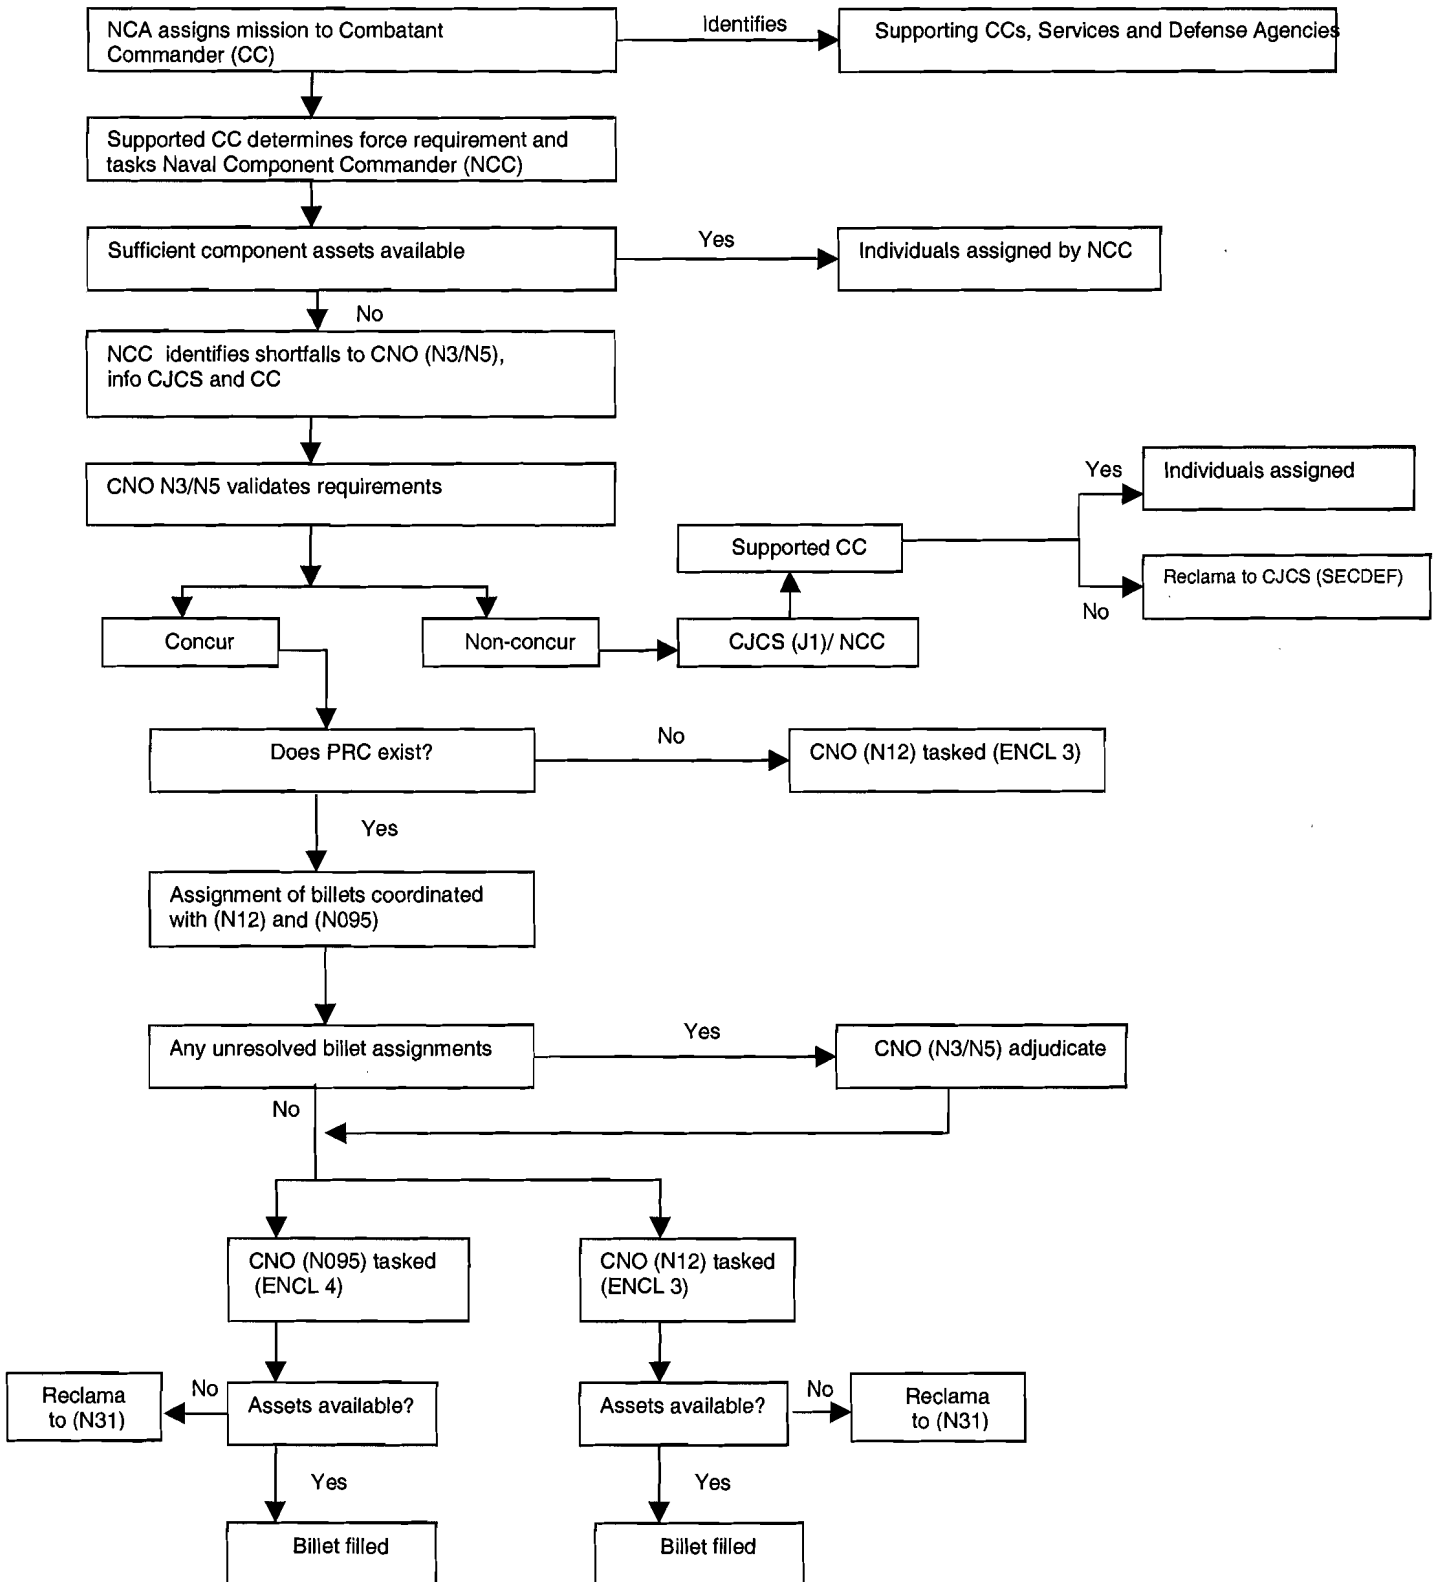 NCA assigns mission to Combatant
Commander (CC)
Identifies
Supporting CCs, Services and Defense Agencies
Supported CC determines force requirement and
tasks Naval Component Commander (NCC)
Sufficient component assets available
Yes
Individuals assigned by NCC
No
NCC identifies shortfalls to CNO (N3/N5),
info CJCS and CC
CNO N3/N5 validates requirements
Supported CC
Yes
Individuals assigned
Reclama to CJCS (SECDEF)
No
Concur
Non-concur
CJCS (J1)/ NCC
Does PRC exist?
No
CNO (N12) tasked (ENCL 3)
Yes
Assignment of billets coordinated
with (N12) and (N095)
Any unresolved billet assignments
Yes
CNO (N3/N5) adjudicate
No
CNO (N095) tasked
(ENCL 4)
CNO (N12) tasked
(ENCL 3)
Reclama
to (N31)
No
Assets available?
Assets available?
No
Reclama
to (N31)
Yes
Yes
Billet filled
Billet filled